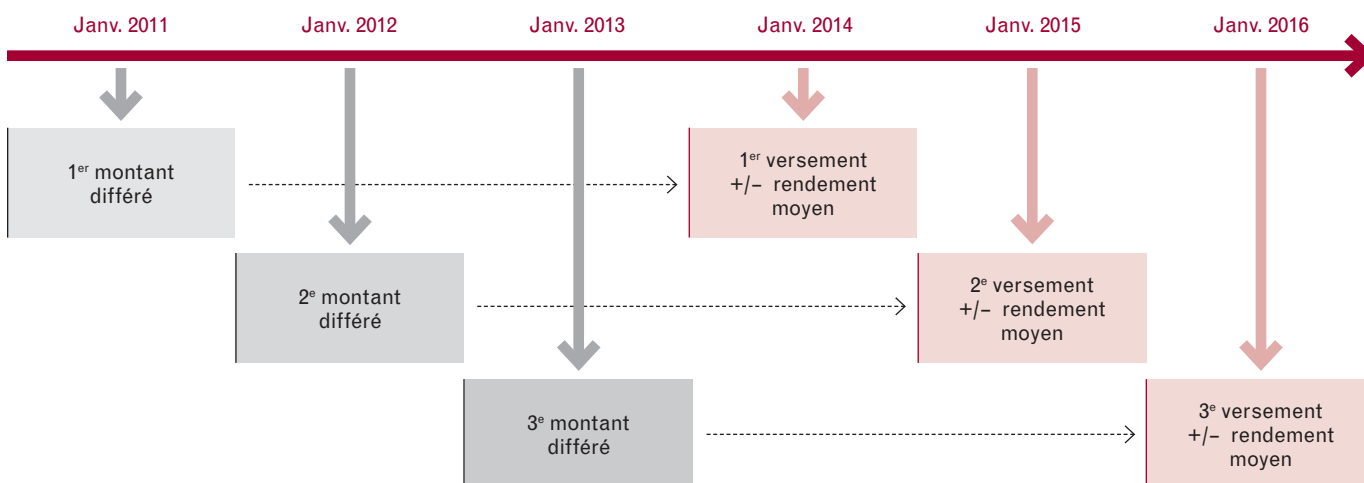 Janv. 2011
Janv. 2012
Janv. 2013
Janv. 2014
Janv. 2015
Janv. 2016
1er montant
différé
1er versement
+/– rendement
moyen
2e montant
différé
2e versement
+/– rendement
moyen
3e montant
différé
3e versement
+/– rendement
moyen